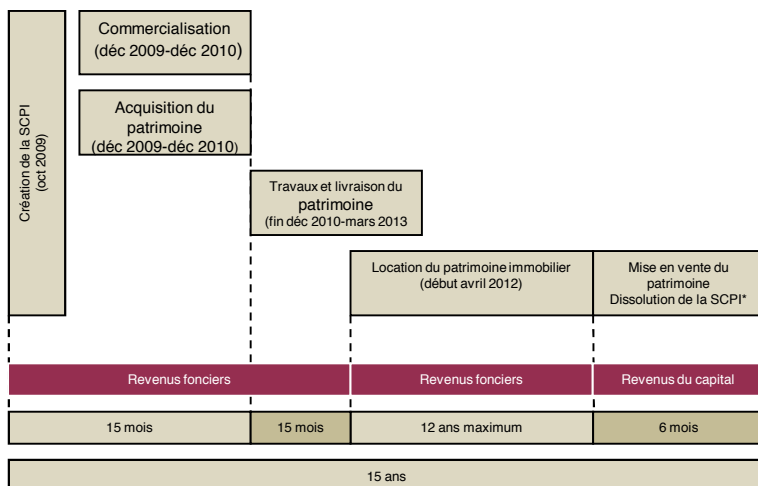 Création de la SCPI
(oct 2009)
Commercialisation
(déc 2009-déc 2010)
Acquisition du
patrimoine
(déc 2009-déc 2010)
Travaux et livraison du
patrimoine
(fin déc 2010-mars 2013
Location du patrimoine immobilier
(début avril 2012)
Mise en vente du
patrimoine
Dissolution de la SCPI*
Revenus fonciers
Revenus fonciers
Revenus du capital
15 mois
15 mois
12 ans maximum
6 mois
15 ans